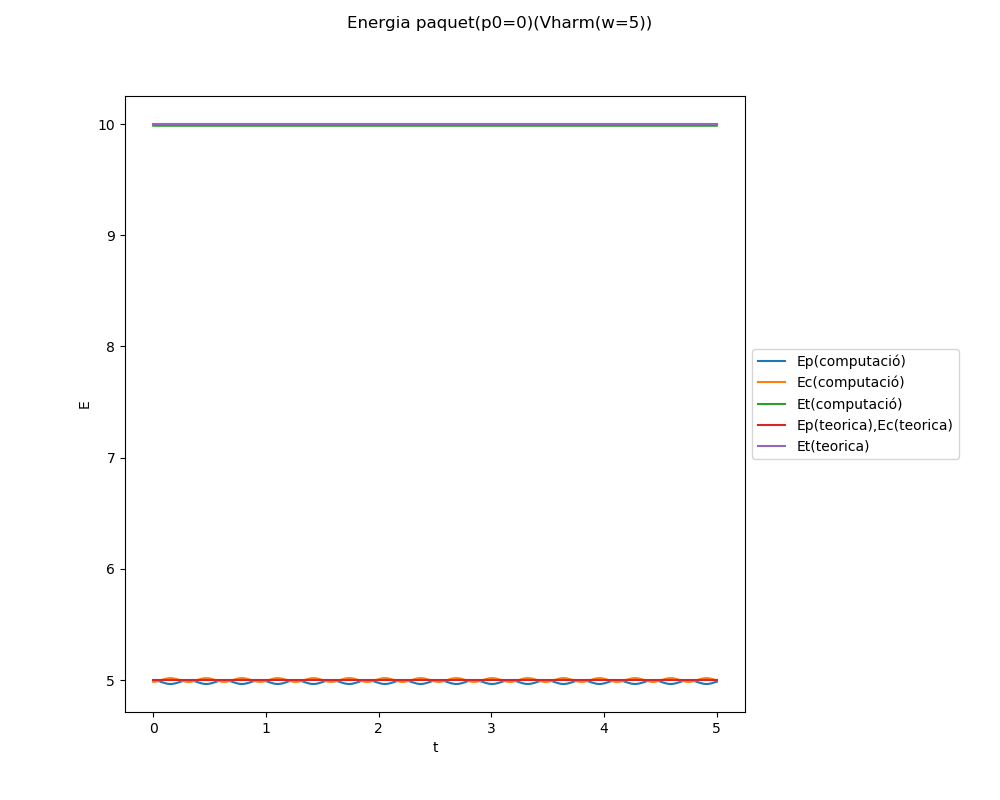 Energia paquet(p0=0)(Vharm(w=5))
10
9
8
7
6
5
E
0 1 2 3 4 5
t
Ep(computació)
Ec(computació)
Et(computació)
Ep(teorica),Ec(teorica)
Et(teorica)